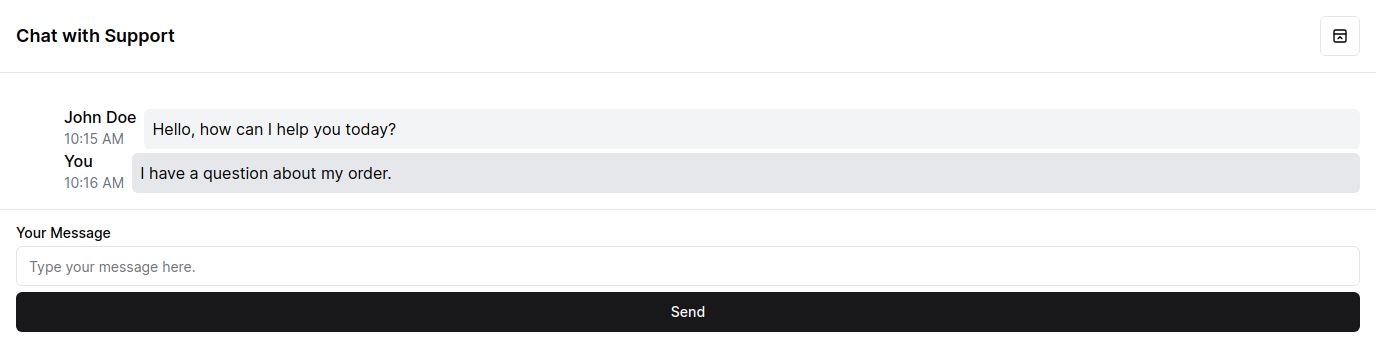 Chat with Support
John Doe
Hello, how can I help you today?
10:15 AM
You
I have a question about my order.
10:16 AM
Your Message
Type your message here.
Send